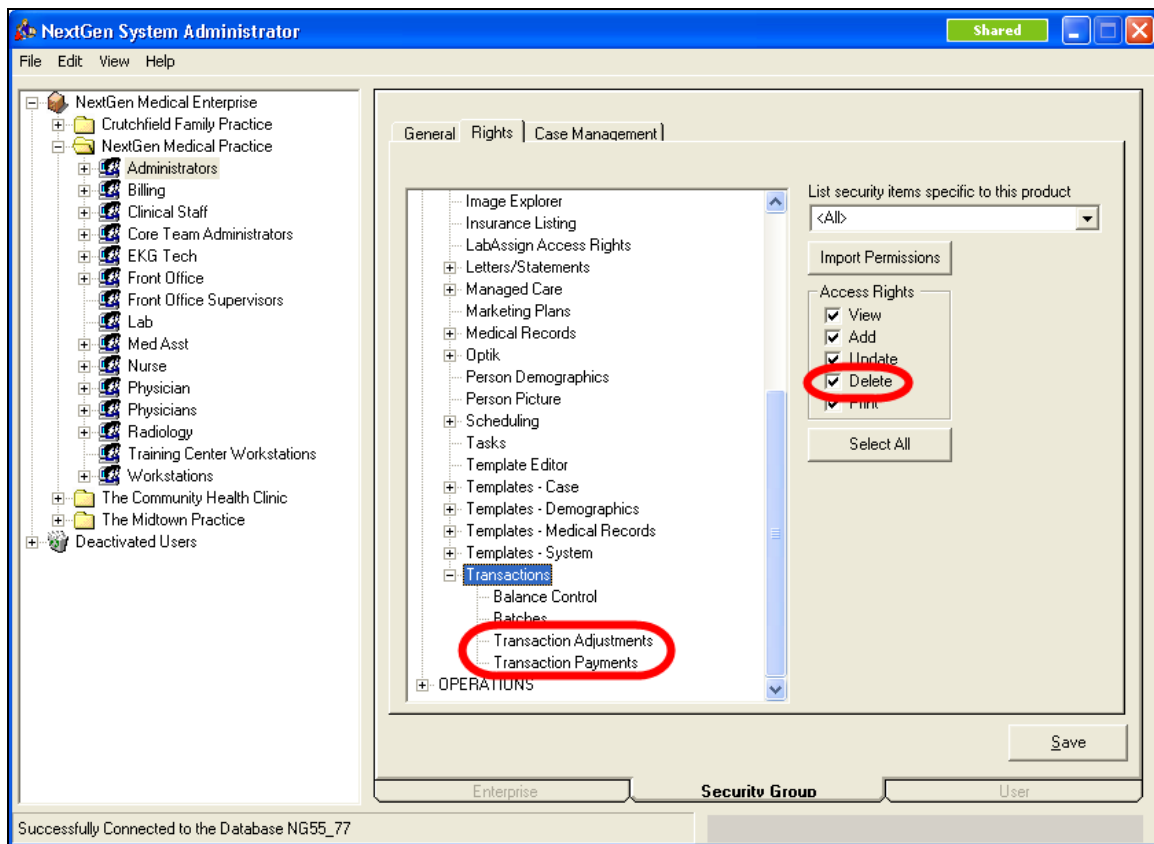 NextGen System Administrator
Shared
File Edit View Help
NextGen Medical Enterprise
Crutchfield Family Practice
NextGen Medical Practice
Administrators
Billing
Clinical Staff
Core Team Administrators
EKG Tech
Front Office
Front Office Supervisors
Lab
Med Asst
Nurse
Physician
Physicians
Radiology
Training Center Workstations
Workstations
The Community Health Clinic
The Midtown Practice
Deactivated Users
General Rights Case Management
Image Explorer
Insurance Listing
LabAssign Access Rights
Letters/Statements
Managed Care
Marketing Plans
Medical Records
Optik
Person Demographics
Person Picture
Scheduling
Tasks
Template Editor
Templates - Case
Templates - Demographics
Templates - Medical Records
Templates - System
Transactions
Balance Control
Batches
Transaction Adjustments
Transaction Payments
OPERATIONS
List security items specific to this product
<All>
Import Permissions
Access Rights
View
Add
Update
Delete
Print
Select All
Save
Enterprise Security Group User
Successfully Connected to the Database NG55_77